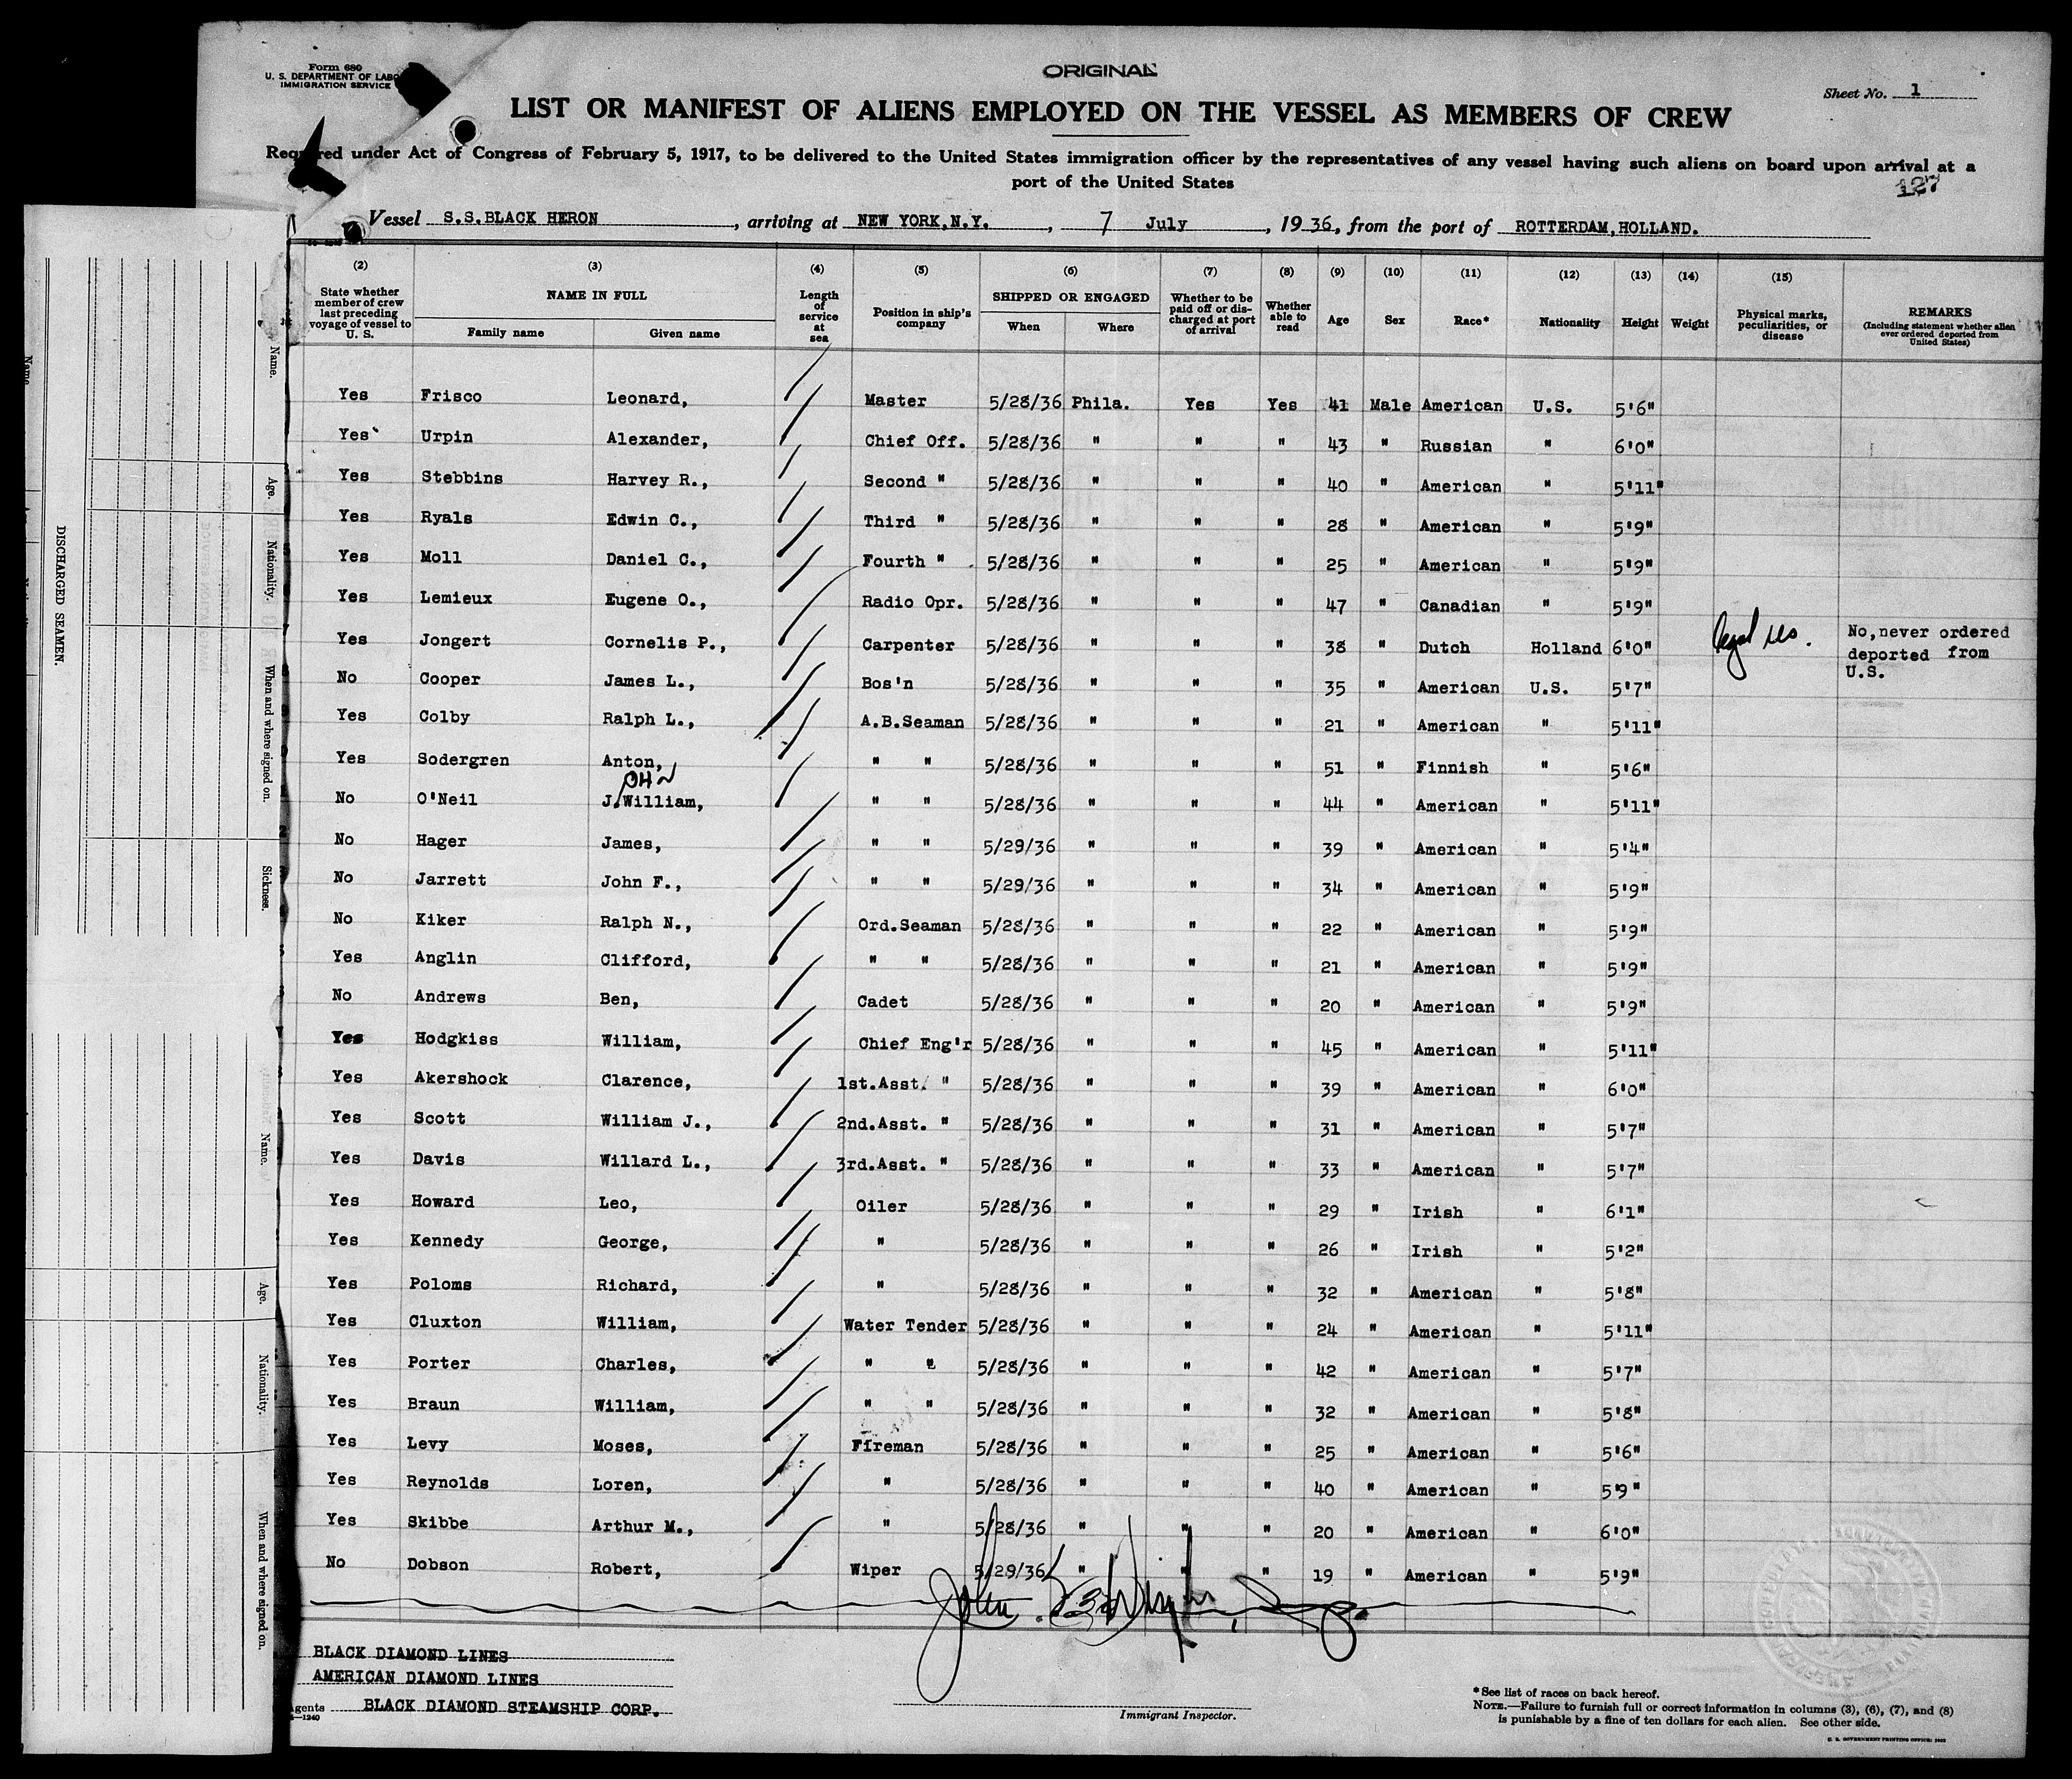 Form 680
U. S. DEPARTMENT OF LABO
IMMIGRATION SERVICE
ORIGINAL
Sheet No. 1
LIST OR MANIFEST OF ALIENS EMPLOYED ON THE VESSEL AS MEMBERS OF CREW
Required under Act of Congress of February 5, 1917, to be delivered to the United States immigration officer by the representatives of any vessel having such aliens on board upon arrival at a
port of the United States
127
Vessel S.S.BLACK HERON, arriving at NEW YORK,N.Y., 7 July, 1936, from the port of ROTTERDAM,HOLLAND.
(2) (3) (4) (5) (6) (7) (8) (9) (10) (11) (12) (13) (14) (15)
State whether member of crew last preceding voyage of vessel to U. S. NAME IN FULL Family name Given name Length of service at sea Position in ship's company SHIPPED OR ENGAGED When Where Whether to be paid off or discharged at port of arrival Whether able to read Age Sex Race* Nationality Height Weight Physical marks, peculiarities, or disease REMARKS (Including statement whether alien ever ordered deported from United States)
Yes Frisco Leonard, Master 5/28/36 Phila. Yes Yes 41 Male American U.S. 5'6"
Yes Urpin Alexander, Chief Off. 5/28/36 " " " 43 " Russian " 6'0"
Yes Stebbins Harvey R., Second " 5/28/36 " " " 40 " American " 5'11"
Yes Ryals Edwin C., Third " 5/28/36 " " " 28 " American " 5'9"
Yes Moll Daniel C., Fourth " 5/28/36 " " " 25 " American " 5'9"
Yes Lemieux Eugene O., Radio Opr. 5/28/36 " " " 47 " Canadian " 5'9"
Yes Jongert Cornelis P., Carpenter 5/28/36 " " " 38 " Dutch Holland 6'0" legal res. No,never ordered deported from U.S.
No Cooper James L., Bos'n 5/28/36 " " " 35 " American U.S. 5'7"
Yes Colby Ralph L., A.B.Seaman 5/28/36 " " " 21 " American " 5'11"
Yes Sodergren Anton, " " 5/28/36 " " " 51 " Finnish " 5'6"
No O'Neil J.William, " " 5/28/36 " " " 44 " American " 5'11"
No Hager James, " " 5/29/36 " " " 39 " American " 5'4"
No Jarrett John F., " " 5/29/36 " " " 34 " American " 5'9"
No Kiker Ralph N., Ord.Seaman 5/28/36 " " " 22 " American " 5'9"
Yes Anglin Clifford, " " 5/28/36 " " " 21 " American " 5'9"
No Andrews Ben, Cadet 5/28/36 " " " 20 " American " 5'9"
Yes Hodgkiss William, Chief Eng'r 5/28/36 " " " 45 " American " 5'11"
Yes Akershock Clarence, 1st.Asst. " 5/28/36 " " " 39 " American " 6'0"
Yes Scott William J., 2nd.Asst. " 5/28/36 " " " 31 " American " 5'7"
Yes Davis Willard L., 3rd.Asst. " 5/28/36 " " " 33 " American " 5'7"
Yes Howard Leo, Oiler 5/28/36 " " " 29 " Irish " 6'1"
Yes Kennedy George, " 5/28/36 " " " 26 " Irish " 5'2"
Yes Poloms Richard, " 5/28/36 " " " 32 " American " 5'8"
Yes Cluxton William, Water Tender 5/28/36 " " " 24 " American " 5'11"
Yes Porter Charles, " " 5/28/36 " " " 42 " American " 5'7"
Yes Braun William, " " 5/28/36 " " " 32 " American " 5'8"
Yes Levy Moses, Fireman 5/28/36 " " " 25 " American " 5'6"
Yes Reynolds Loren, " 5/28/36 " " " 40 " American " 5'9"
Yes Skibbe Arthur M., " 5/28/36 " " " 20 " American " 6'0"
No Dobson Robert, Wiper 5/29/36 " " " 19 " American " 5'9"
John
BLACK DIAMOND LINES
AMERICAN DIAMOND LINES
gents BLACK DIAMOND STEAMSHIP CORP.
—1240
Immigrant Inspector.
*See list of races on back hereof.
NOTE.—Failure to furnish full or correct information in columns (3), (6), (7), and (8)
is punishable by a fine of ten dollars for each alien. See other side.
U. S. GOVERNMENT PRINTING OFFICE: 
DISCHARGED SEAMEN.
Name.
Age.
Nationality.
When and where signed on.
Sickness.
Name.
Age.
Nationality.
When and where signed on.